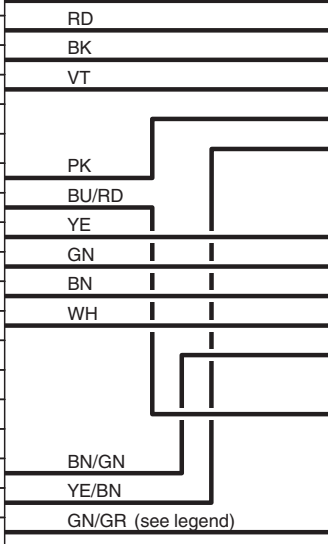 RD
BK
VT
PK
BU/RD
YE
GN
BN
WH
BN/GN
YE/BN
GN/GR (see legend)